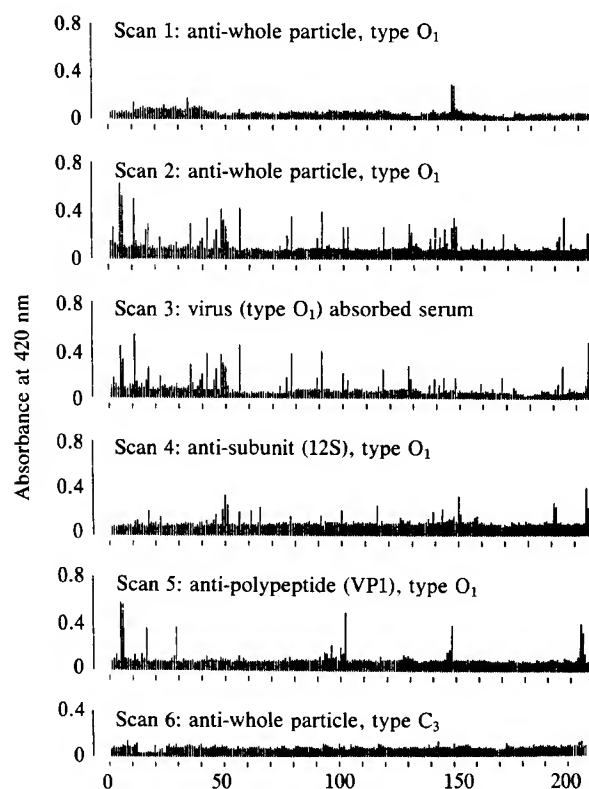 0.8
Scan 1: anti-whole particle, type O₁
0.4
0
0.8
Scan 2: anti-whole particle, type O₁
0.4
0
0.8
Scan 3: virus (type O₁) absorbed serum
0.4
0
0.8
Scan 4: anti-subunit (12S), type O₁
0.4
0
0.8
Scan 5: anti-polypeptide (VP1), type O₁
0.4
0
0.4
Scan 6: anti-whole particle, type C₃
0
0 50 100 150 200
Absorbance at 420 nm